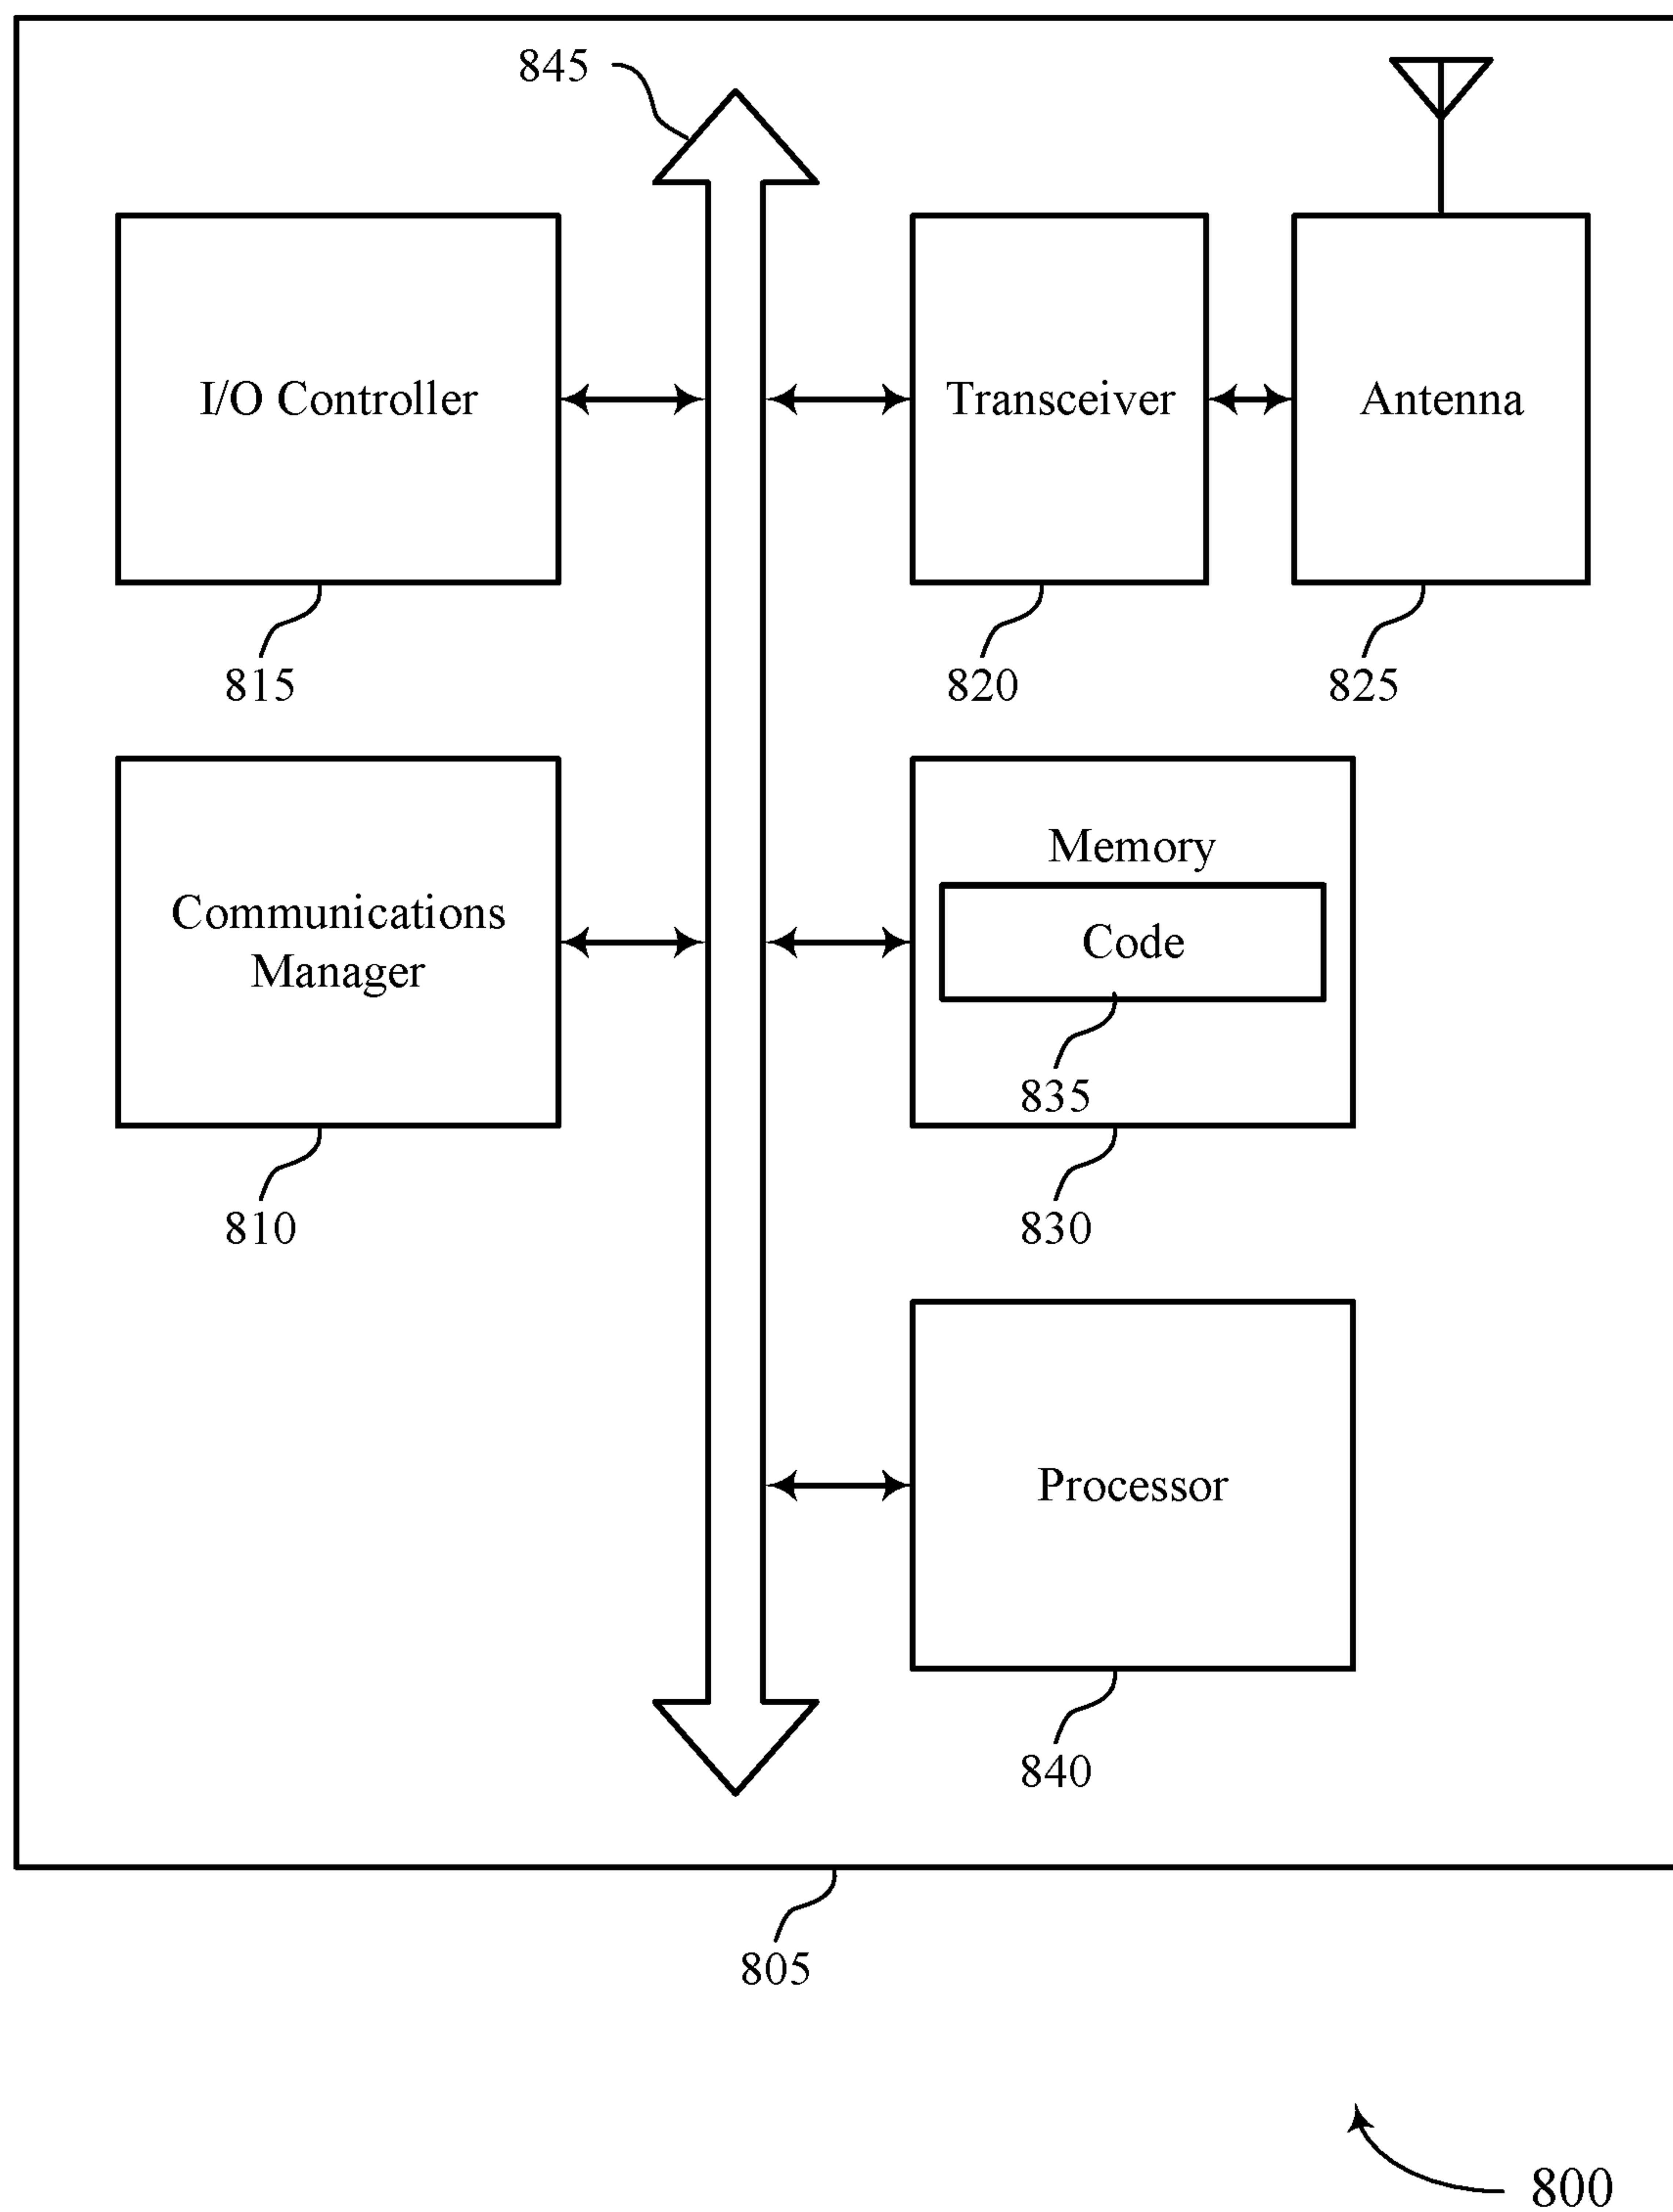 845
I/O Controller
Transceiver
Antenna
815
820
825
Communications
Manager
Memory
Code
835
810
830
Processor
840
805
800